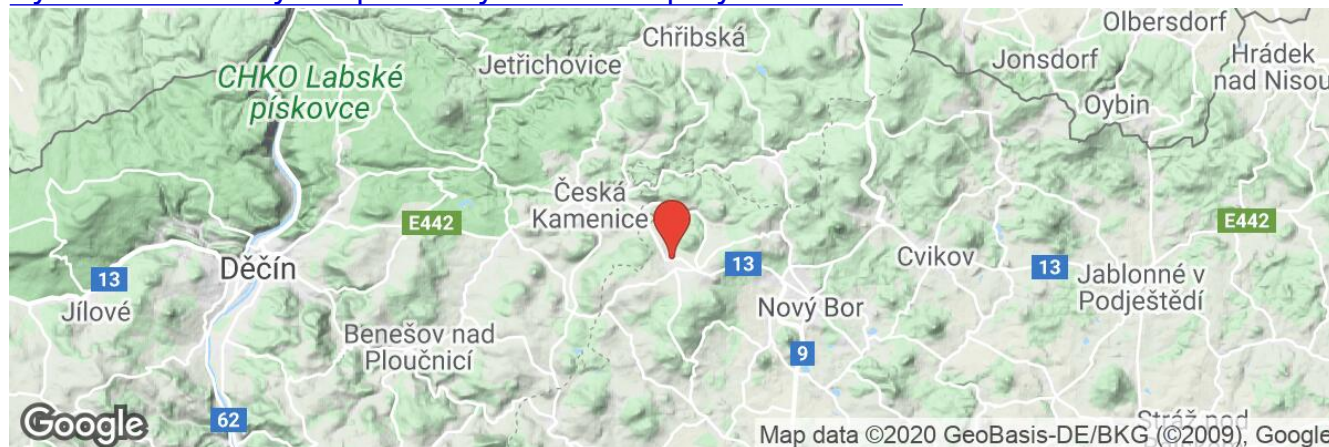 Olbersdorf
Chřibská
Jonsdorf
Hrádek
nad Nisou
Jetřichovice
CHKO Labské
pískovce
Oybin
Česká
Kamenice
E442
E442
Cvikov
13
13
13
Děčín
Jablonné v
Podještědí
Jílové
Nový Bor
Benešov nad
Ploučnicí
9
62
Google
Stráž nod
Map data ©2020 GeoBasis-DE/BKG (©2009), Google